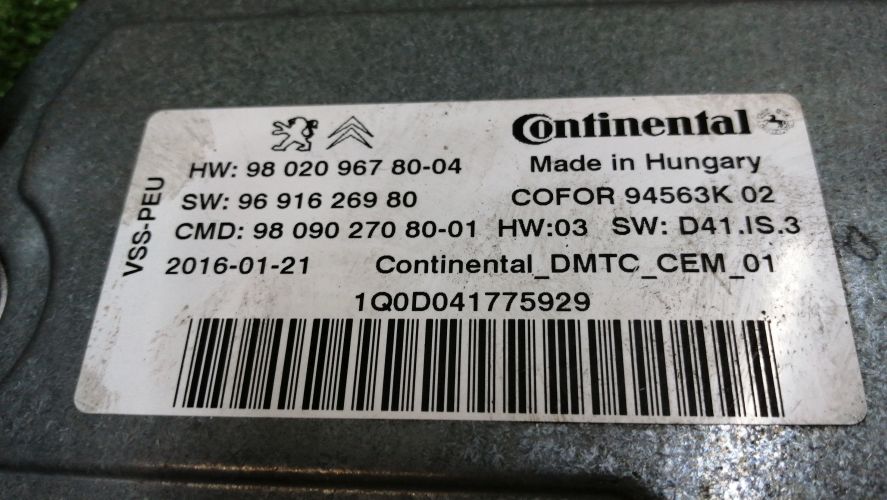 Continental
HW: 98 020 967 80-04 Made in Hungary
SW: 96 916 269 80 COFOR 94563K 02
CMD: 98 090 270 80-01 HW:03 SW: D41.IS.3
2016-01-21 Continental_DMTC_CEM_01
1Q0D041775929
VSS-PEU